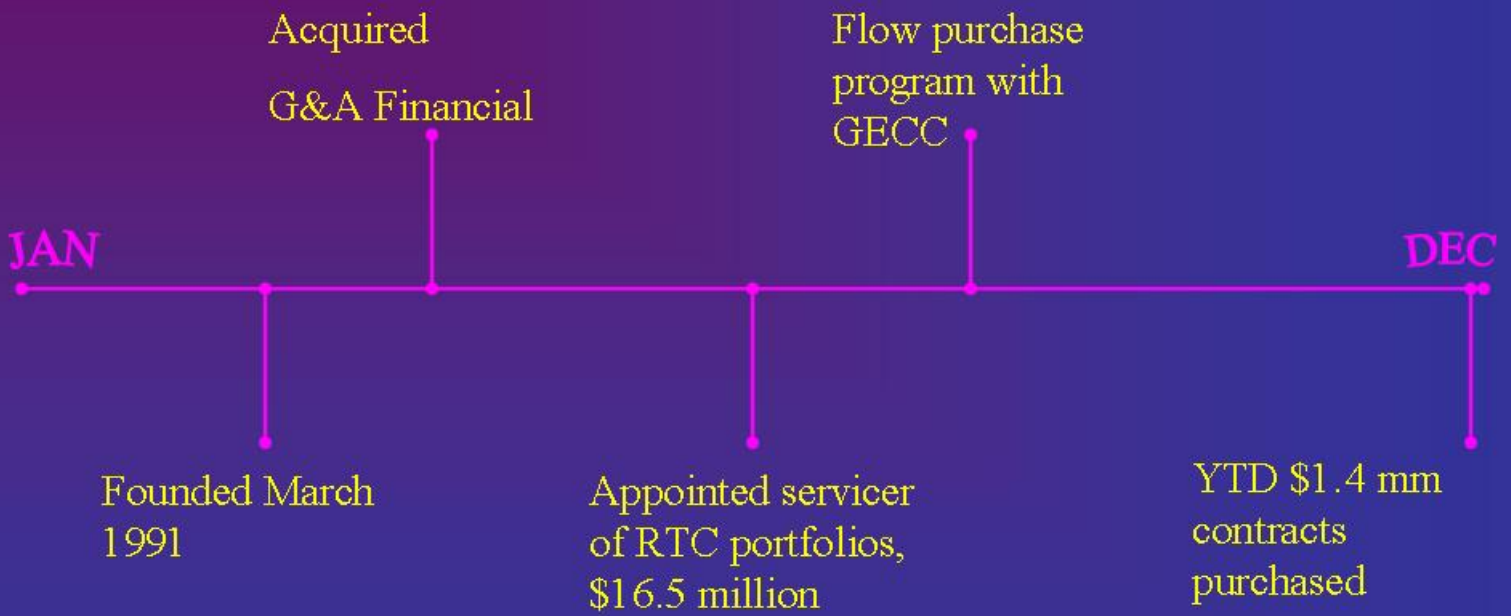 Acquired
G&A Financial
Flow purchase
program with
GECC
JAN
DEC
Founded March
1991
Appointed servicer
of RTC portfolios,
$16.5 million
YTD $1.4 mm
contracts
purchased